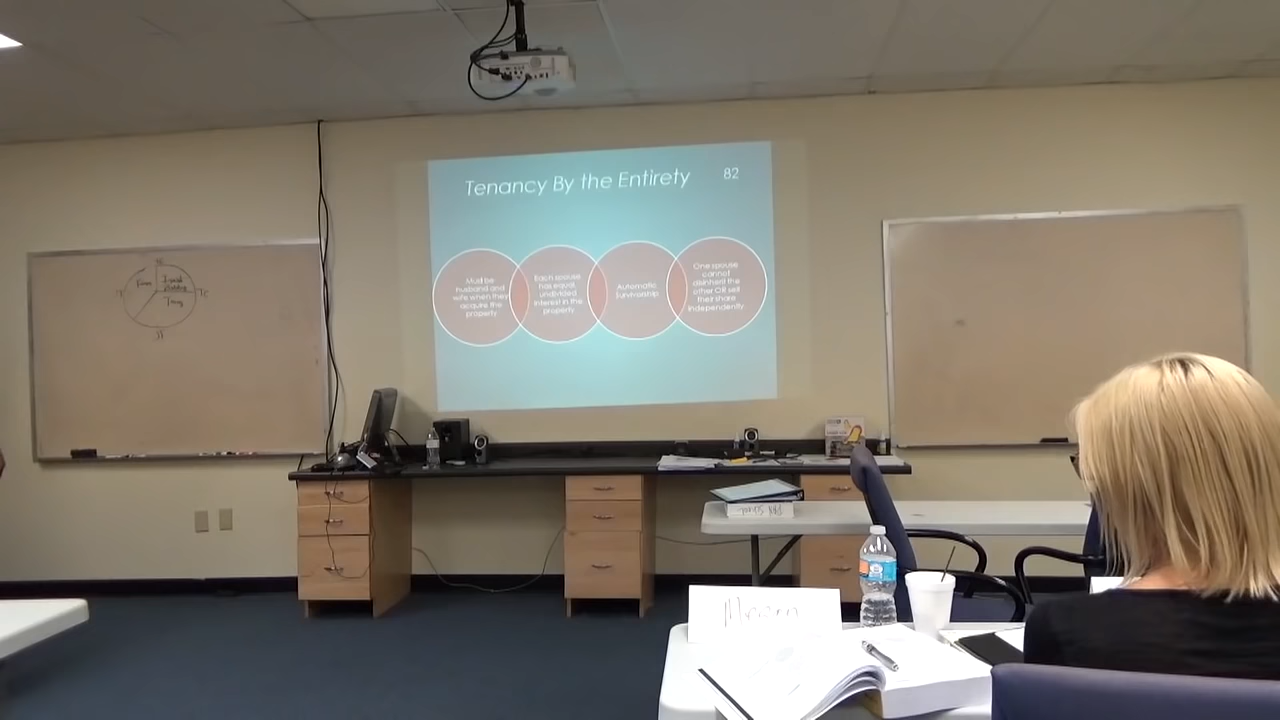 Tenancy By the Entirety
82
Must be
husband and
wife when they
acquire the
property.
Each spouse
has equal
undivided
interest in the
property.
Automatic
Survivorship
One spouse
cannot
disinherit the
other OR sell
their share
independently.